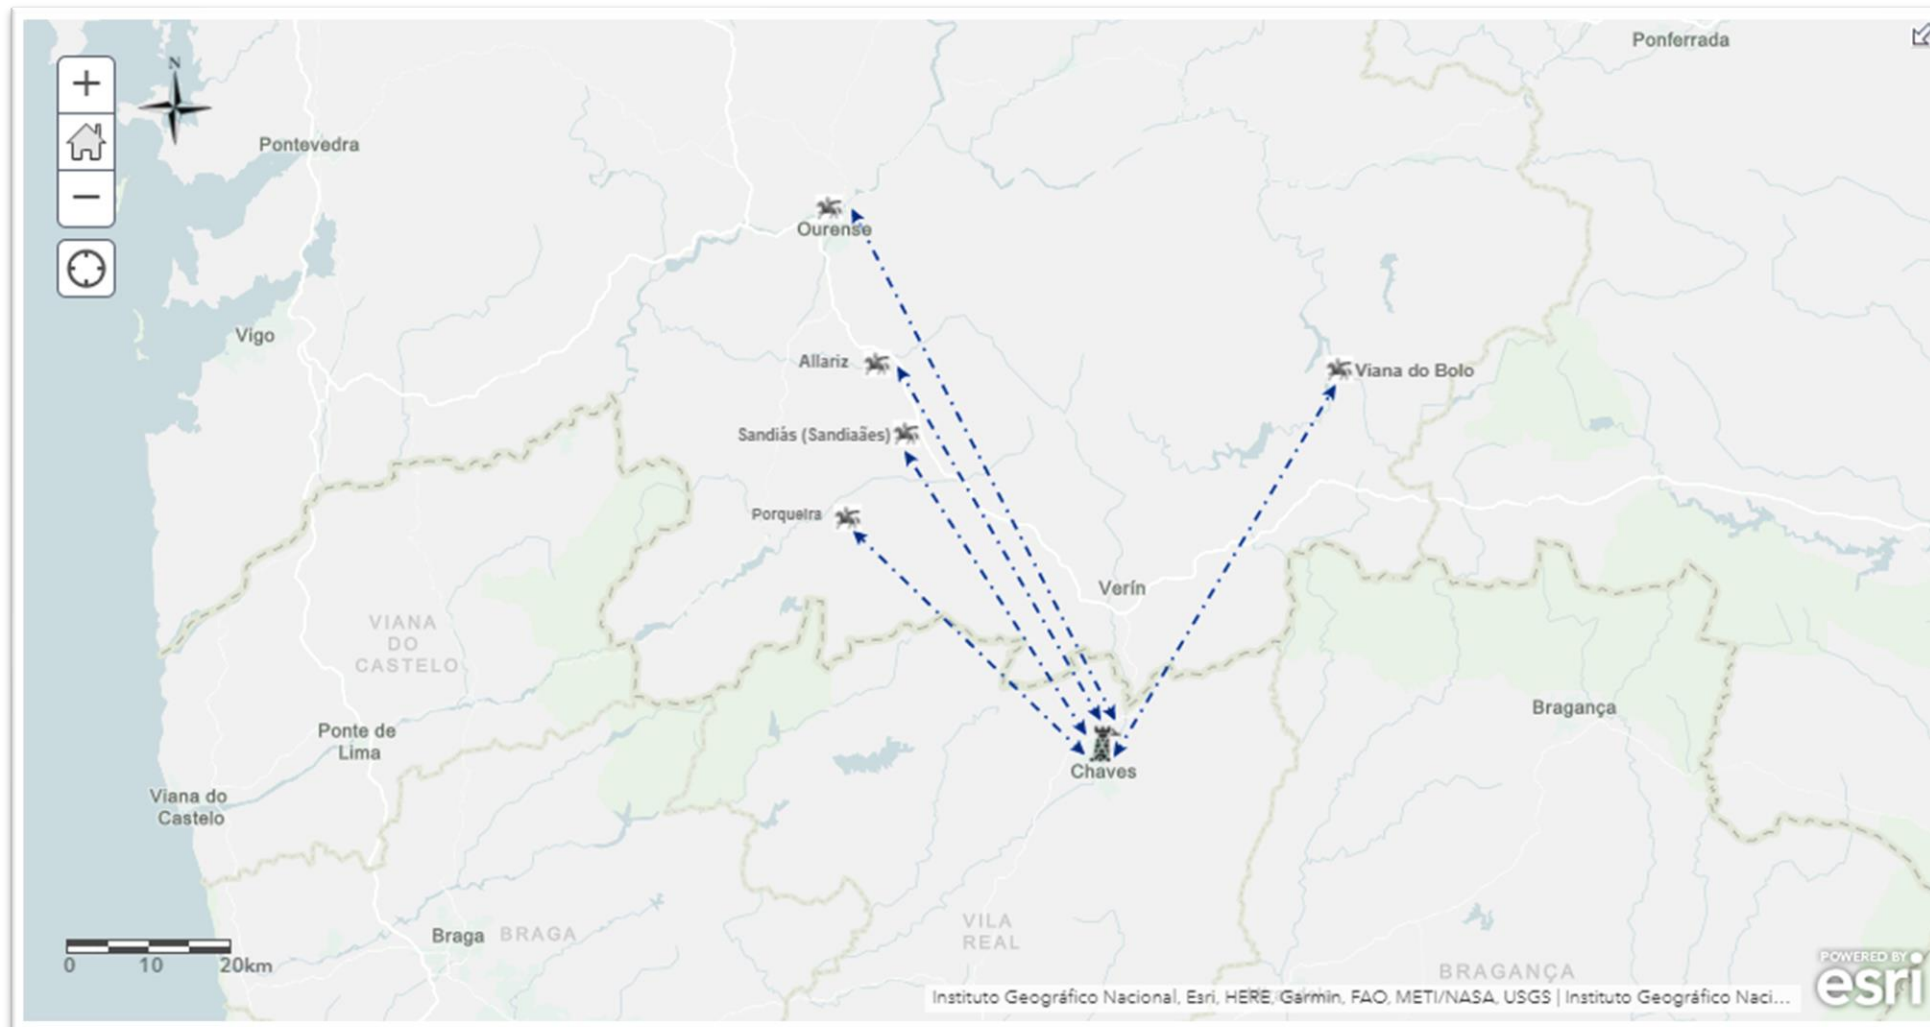 Ponferrada
N
+
Pontevedra
−
Ourense
Vigo
Allariz
Viana do Bolo
Sandiás (Sandiaães)
Porqueira
Verín
VIANA
DO
CASTELO
Bragança
Ponte de
Lima
Chaves
Viana do
Castelo
VILA
REAL
Braga
BRAGA
0 10 20km
BRAGANÇA
POWERED BY
esri
Instituto Geográfico Nacional, Esri, HERE, Garmin, FAO, METI/NASA, USGS | Instituto Geográfico Naci...